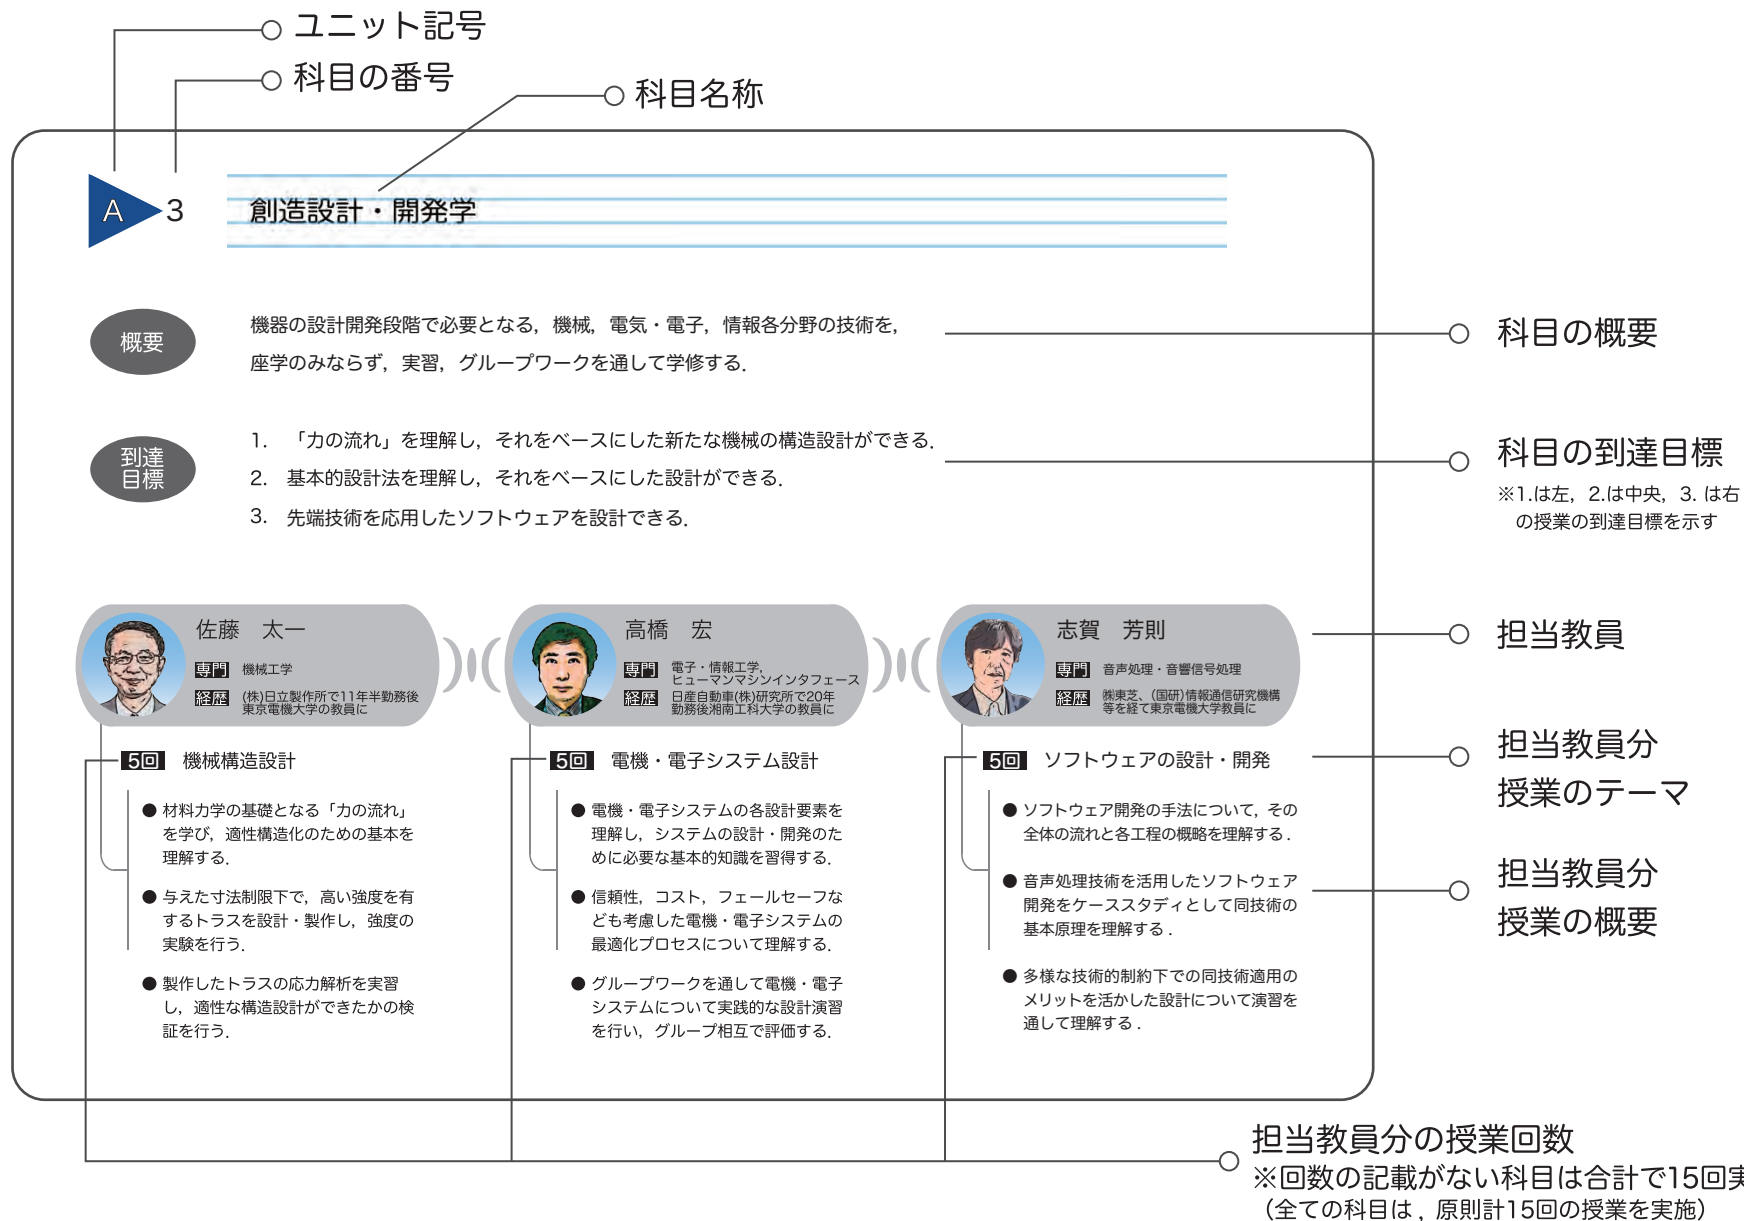 ユニット記号
科目の番号
科目名称
A 3 創造設計・開発学
概要
機器の設計開発段階で必要となる，機械，電気・電子，情報各分野の技術を，
座学のみならず，実習，グループワークを通して学修する．
科目の概要
到達
目標
1. 「力の流れ」を理解し，それをベースにした新たな機械の構造設計ができる．
2. 基本的設計法を理解し，それをベースにした設計ができる．
3. 先端技術を応用したソフトウェアを設計できる．
科目の到達目標
※1.は左，2.は中央，3. は右
の授業の到達目標を示す
佐藤　太一
専門 機械工学
経歴 (株)日立製作所で11年半勤務後
東京電機大学の教員に
高橋　宏
専門 電子・情報工学，
ヒューマンマシンインタフェース
経歴 日産自動車(株)研究所で20年
勤務後湘南工科大学の教員に
志賀　芳則
専門 音声処理・音響信号処理
経歴 ㈱東芝、(国研)情報通信研究機構
等を経て東京電機大学教員に
担当教員
5回 機械構造設計
● 材料力学の基礎となる「力の流れ」
を学び，適性構造化のための基本を
理解する．
● 与えた寸法制限下で，高い強度を有
するトラスを設計・製作し，強度の
実験を行う．
● 製作したトラスの応力解析を実習
し，適性な構造設計ができたかの検
証を行う．
5回 電機・電子システム設計
● 電機・電子システムの各設計要素を
理解し，システムの設計・開発のた
めに必要な基本的知識を習得する．
● 信頼性，コスト，フェールセーフな
ども考慮した電機・電子システムの
最適化プロセスについて理解する．
● グループワークを通して電機・電子
システムについて実践的な設計演習
を行い，グループ相互で評価する．
5回 ソフトウェアの設計・開発
● ソフトウェア開発の手法について，その
全体の流れと各工程の概略を理解する．
● 音声処理技術を活用したソフトウェア
開発をケーススタディとして同技術の
基本原理を理解する．
● 多様な技術的制約下での同技術適用の
メリットを活かした設計について演習を
通して理解する．
担当教員分
授業のテーマ
担当教員分
授業の概要
担当教員分の授業回数
※回数の記載がない科目は合計で15回実
（全ての科目は，原則計15回の授業を実施）